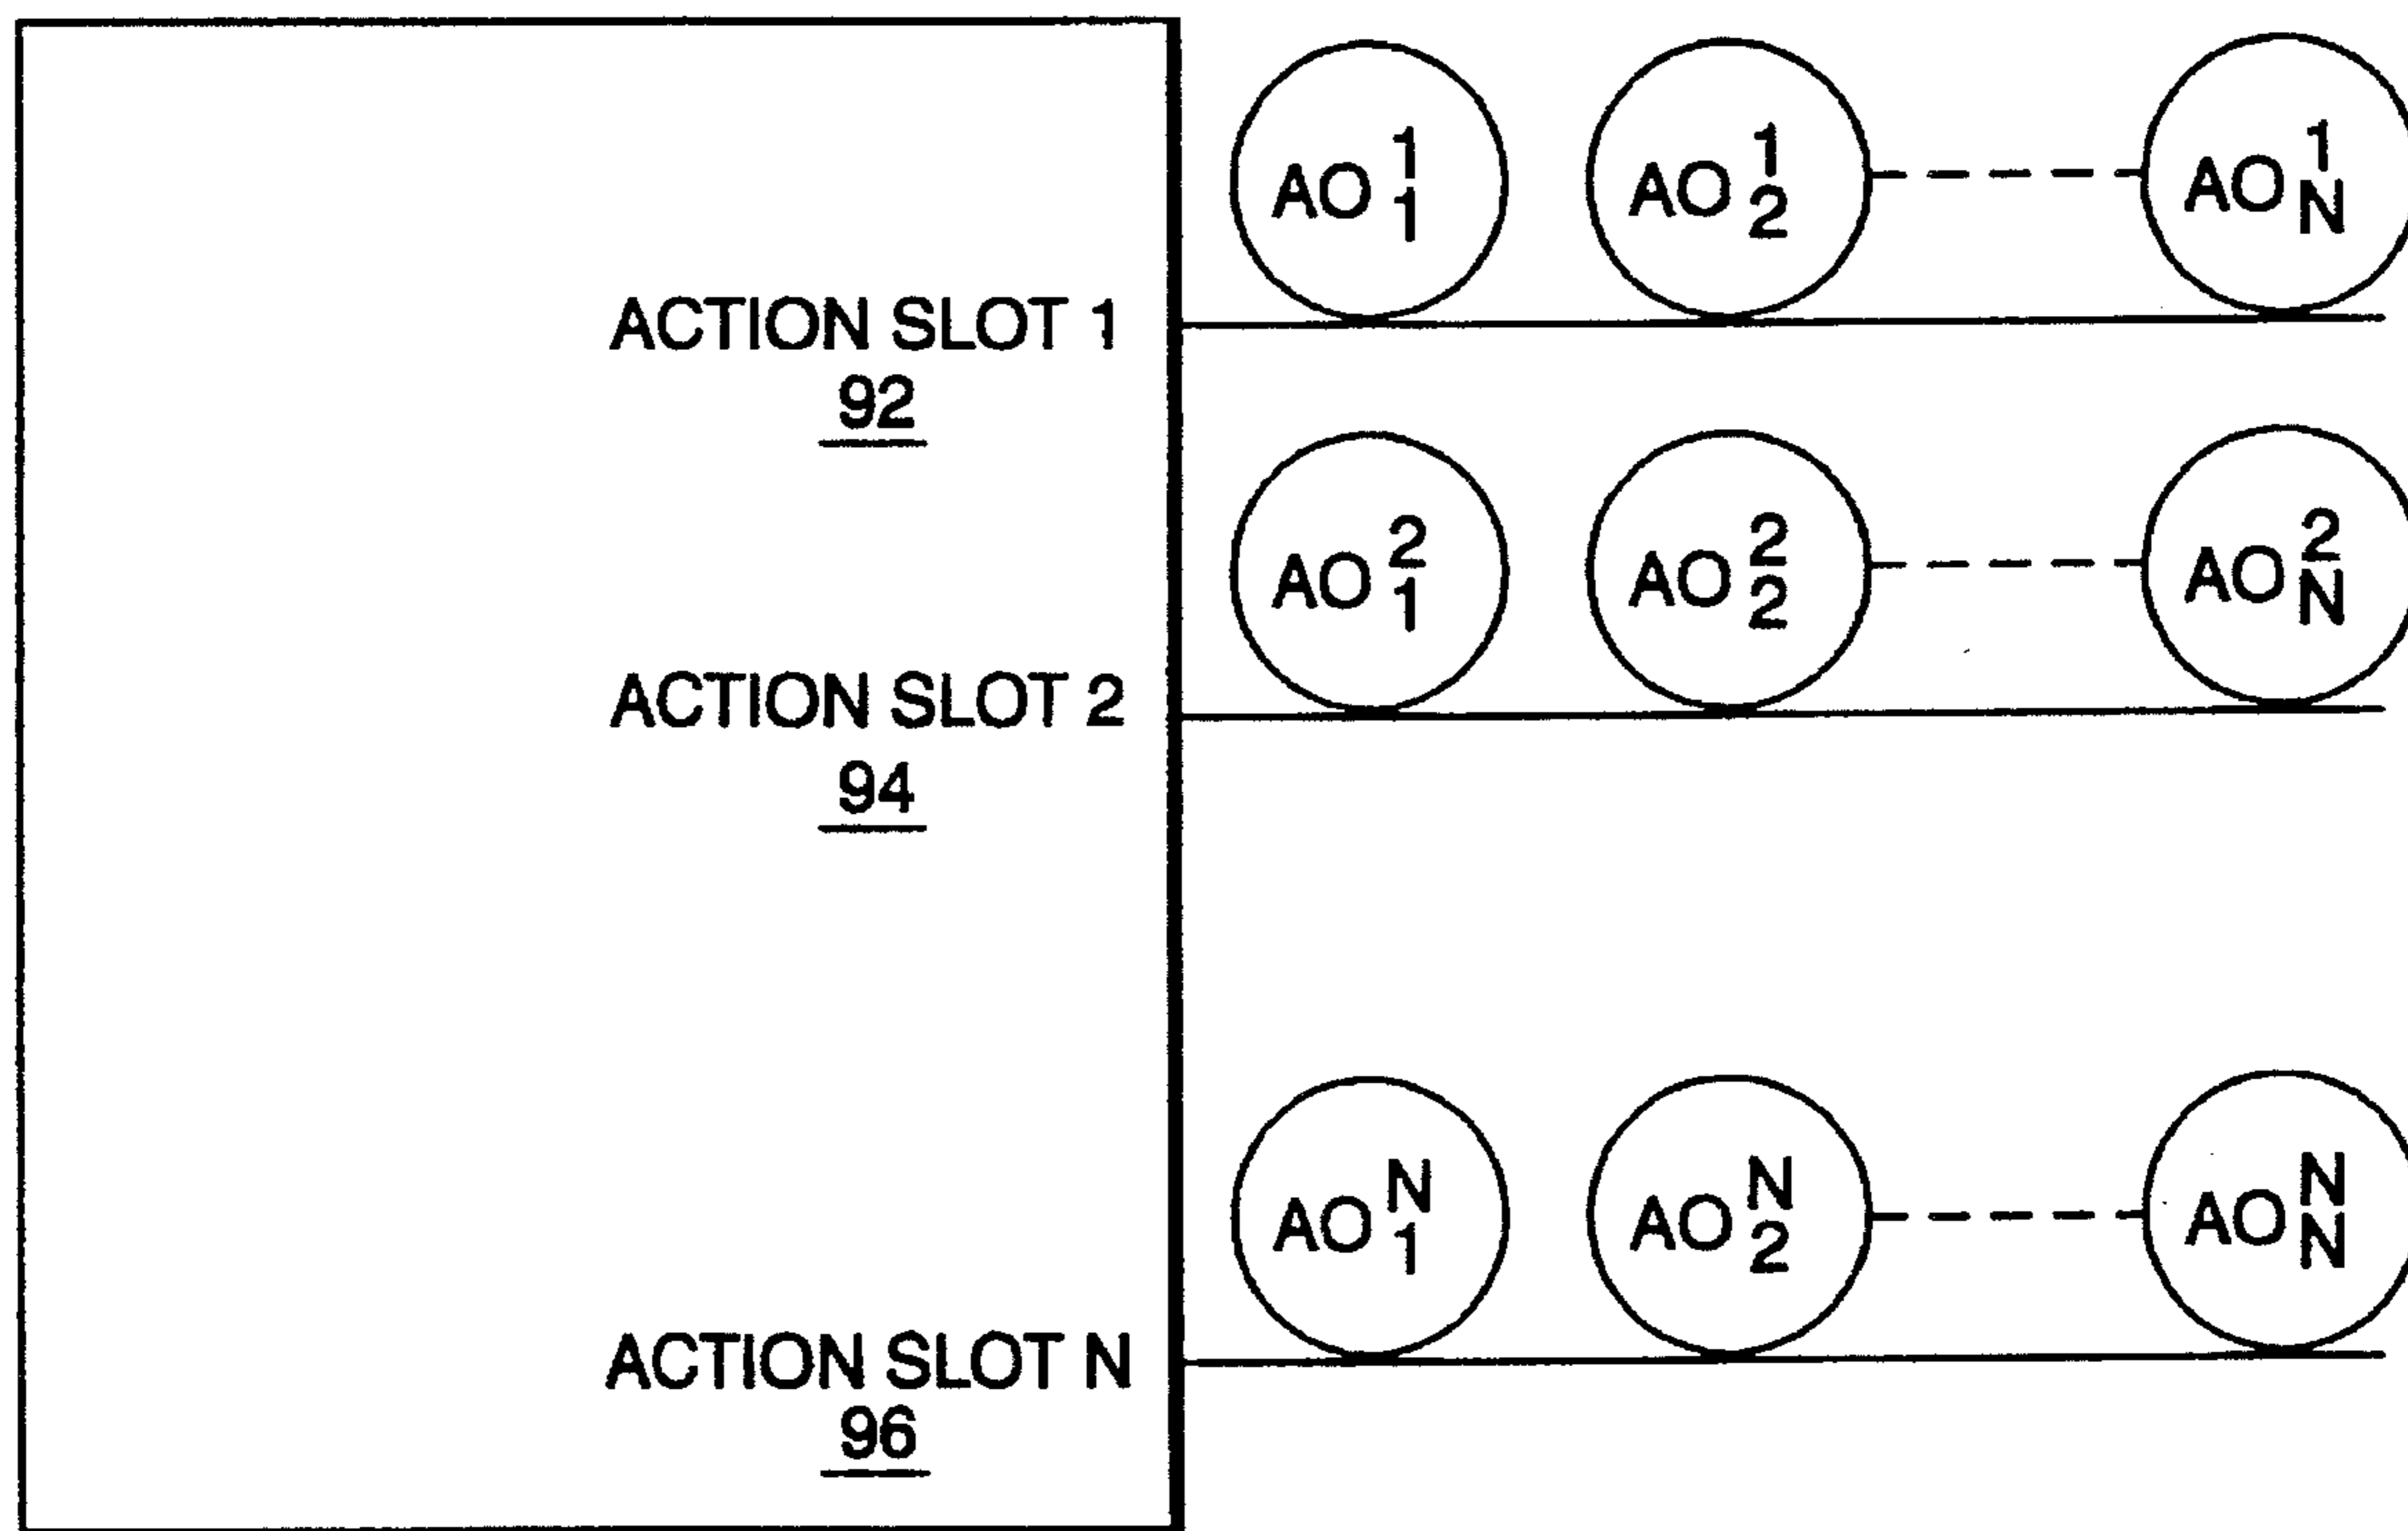 AO 1 1 AO 1 2 AO 1 N
ACTION SLOT 1
92
AO 2 1 AO 2 2 AO 2 N
ACTION SLOT 2
94
AO N 1 AO N 2 AO N N
ACTION SLOT N
96